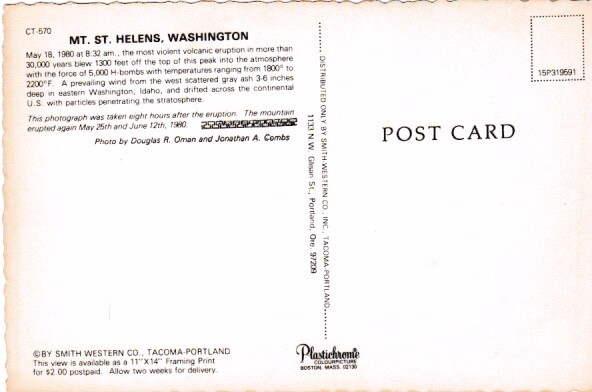 CT-570
MT. ST. HELENS, WASHINGTON
May 18, 1980 at 8:32 am., the most violent volcanic eruption in more than
30,000 years blew 1300 feet off the top of this peak into the atmosphere
with the force of 5,000 H-bombs with temperatures ranging from 1800° to
2200°F. A prevailing wind from the west scattered gray ash 3-6 inches
deep in eastern Washington, Idaho, and drifted across the continental
U.S. with particles penetrating the stratosphere.
This photograph was taken eight hours after the eruption. The mountain
erupted again May 25th and June 12th, 1980.
Photo by Douglas R. Oman and Jonathan A. Combs
©BY SMITH WESTERN CO., TACOMA-PORTLAND
This view is available as a 11"X14" Framing Print
for $2.00 postpaid. Allow two weeks for delivery.
DISTRIBUTED ONLY BY SMITH-WESTERN CO., INC., TACOMA-PORTLAND
1133 N.W. Glisan St., Portland, Ore. 97209
Plastichrome
COLOURPICTURE
BOSTON, MASS. 02130
POST CARD
15P319591